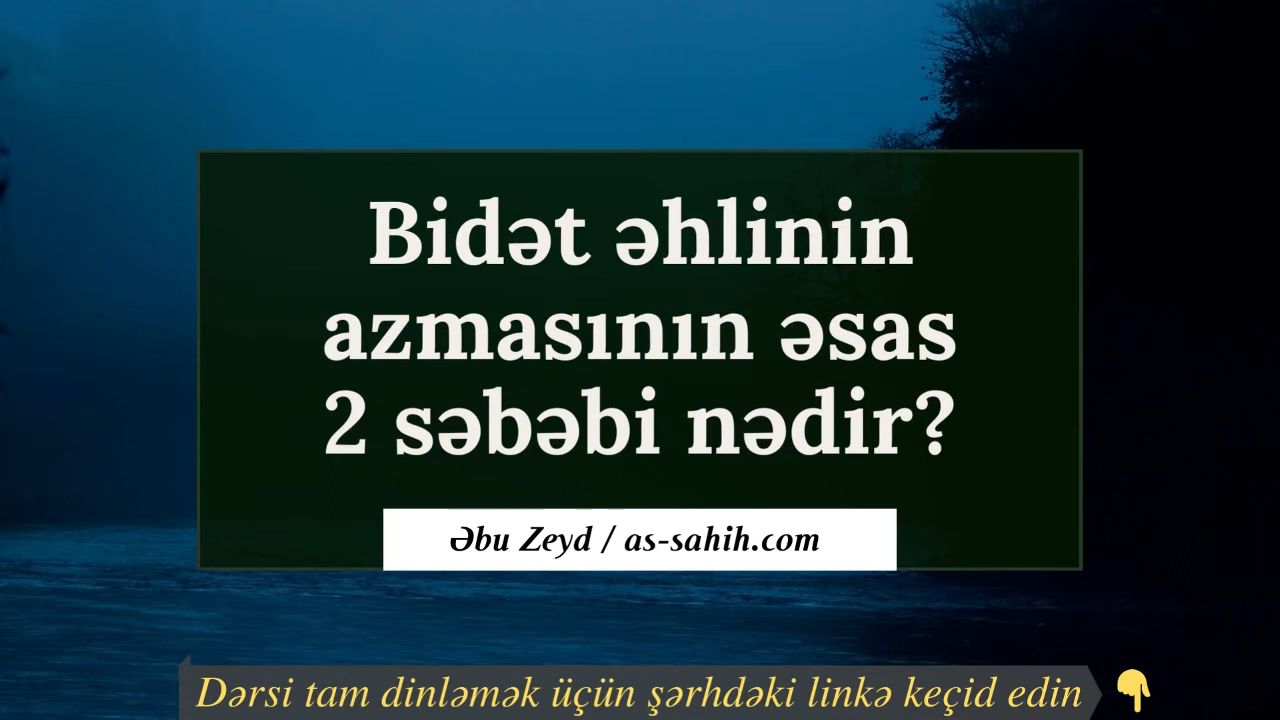 Bidət əhlinin
azmasının əsas
2 səbəbi nədir?
Əbu Zeyd / as-sahih.com
Dərsi tam dinləmək üçün şərhdəki linkə keçid edin 👇